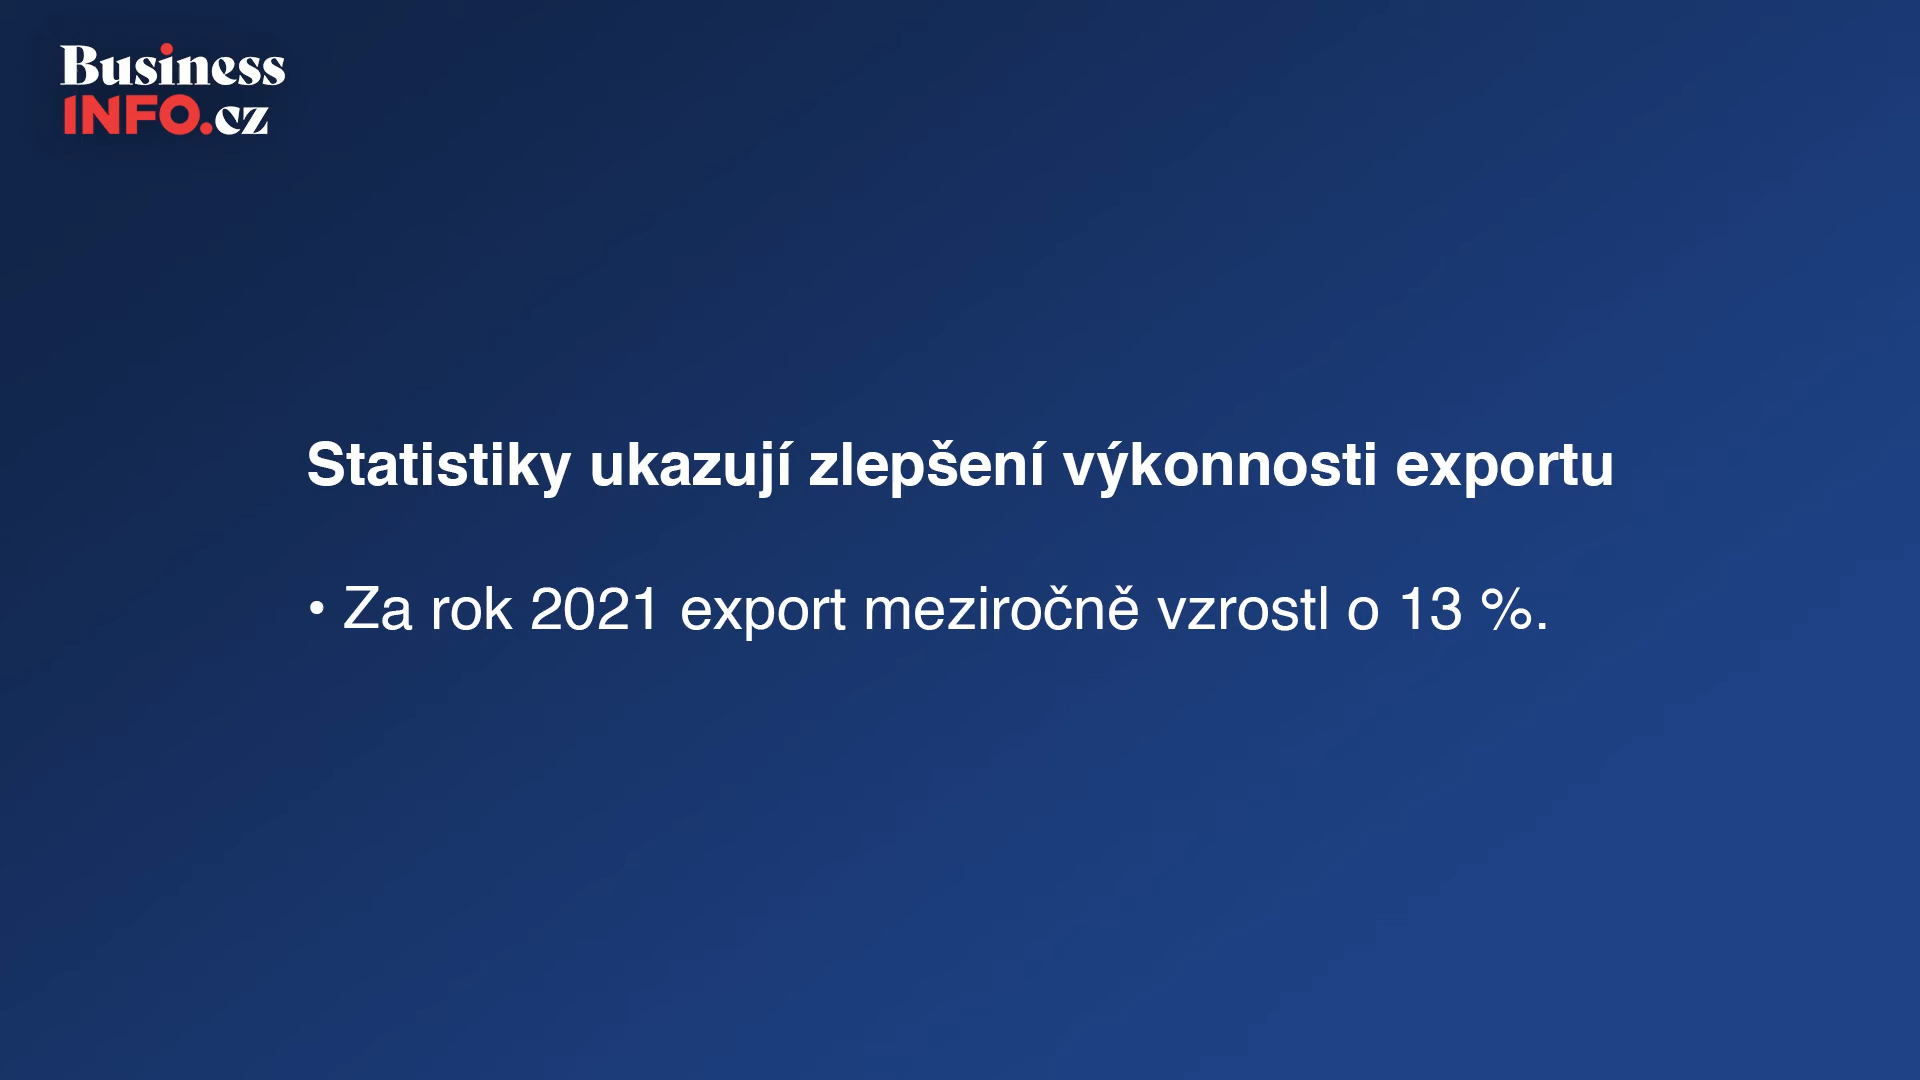 Business
INFO.cz
Statistiky ukazují zlepšení výkonnosti exportu
• Za rok 2021 export meziročně vzrostl o 13 %.